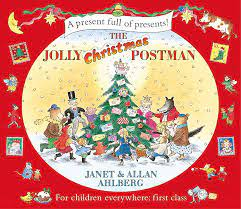 A present full of presents!
THE
JOLLY Christmas POSTMAN
JANET & ALLAN
AHLBERG
For children everywhere: first class